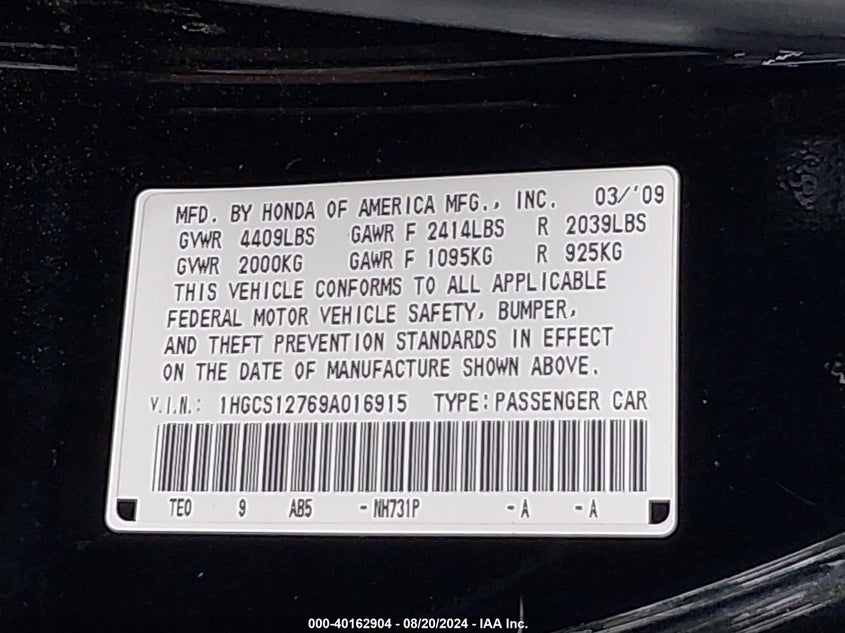 MFD. BY HONDA OF AMERICA MFG., INC. 03/'09
GVWR 4409LBS GAWR F 2414LBS R 2039LBS
GVWR 2000KG GAWR F 1095KG R 925KG
THIS VEHICLE CONFORMS TO ALL APPLICABLE
FEDERAL MOTOR VEHICLE SAFETY, BUMPER,
AND THEFT PREVENTION STANDARDS IN EFFECT
ON THE DATE OF MANUFACTURE SHOWN ABOVE.
V.I.N.: 1HGCS12769A016915 TYPE: PASSENGER CAR
TE0 9 AB5 -NH731P -A -A
000-40162904 - 08/20/2024 - IAA Inc.